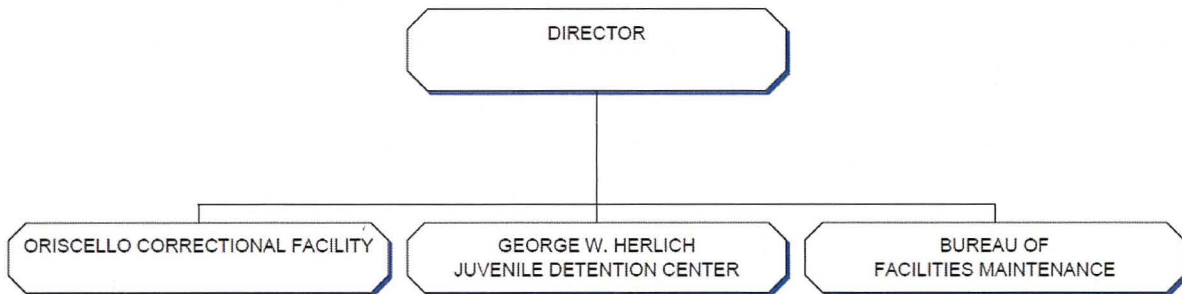 DIRECTOR
ORISCELLO CORRECTIONAL FACILITY
GEORGE W. HERLICH
JUVENILE DETENTION CENTER
BUREAU OF
FACILITIES MAINTENANCE